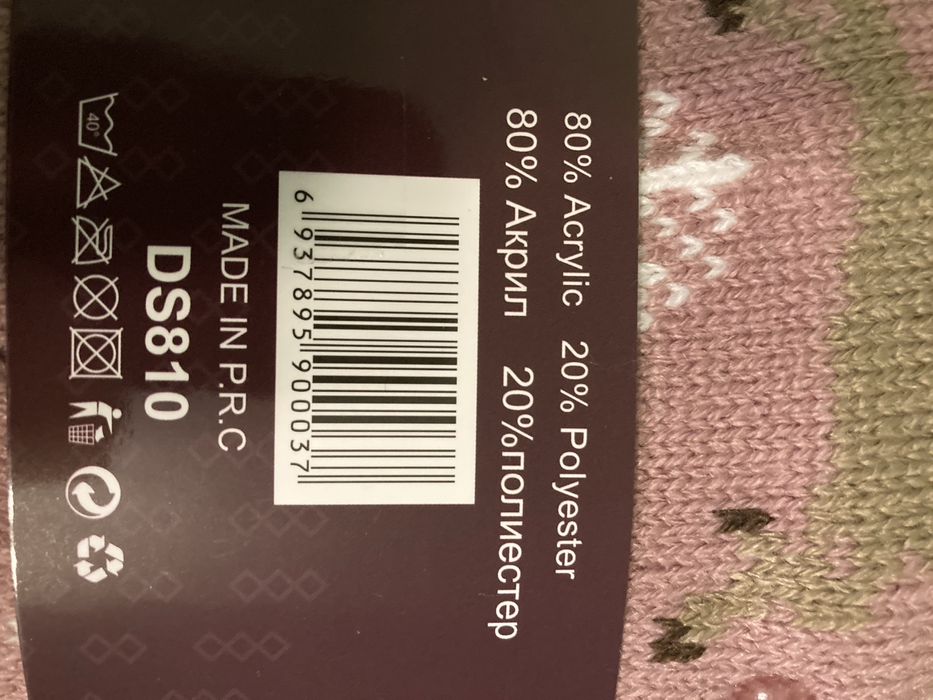 80% Acrylic 20% Polyester
80% Акрил 20%полиестер
6 937895 900037
MADE IN P.R.C
DS810
40°